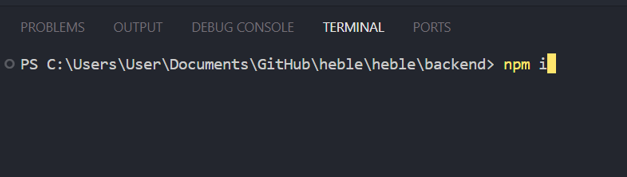 PROBLEMS OUTPUT DEBUG CONSOLE TERMINAL PORTS
PS C:\Users\User\Documents\GitHub\heble\heble\backend> npm i